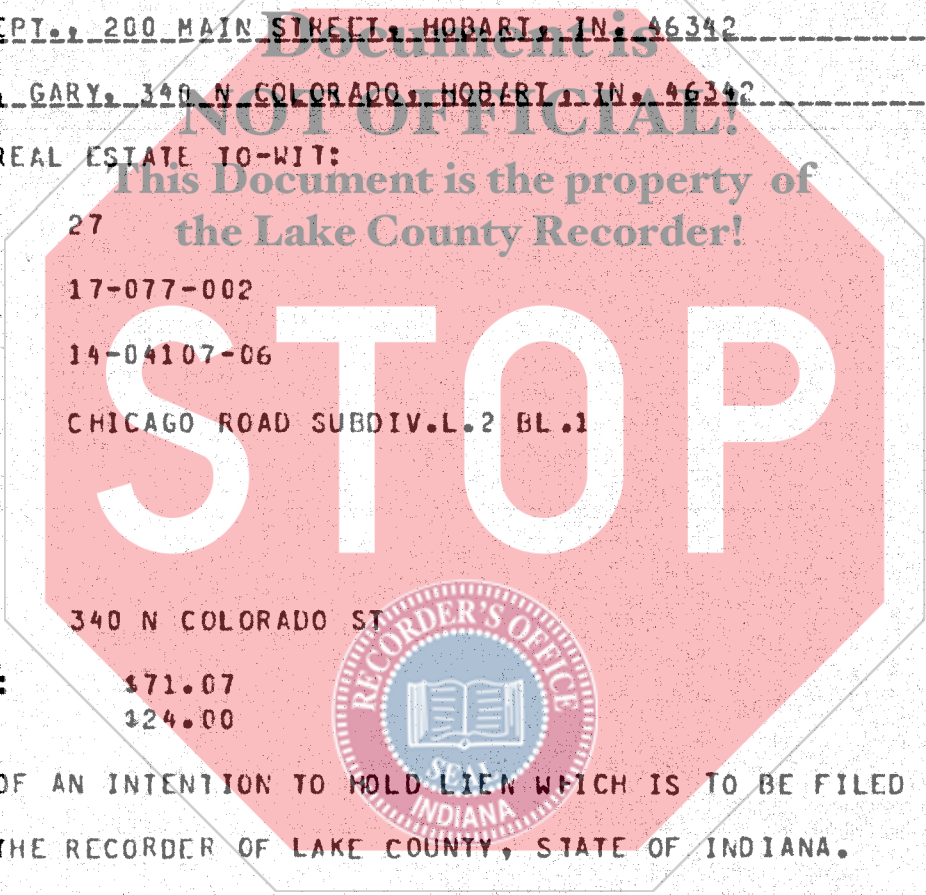 EPT., 200 MAIN STREET, HOBART, IN. 46342
Document is
GARY, 340 N COLORADO, HOBART, IN. 46342
NOT OFFICIAL!
REAL ESTATE TO-WIT:
This Document is the property of
27
the Lake County Recorder!
17-077-002
14-04107-06
STOP
CHICAGO ROAD SUBDIV.L.2 BL.1
340 N COLORADO ST
RECORDER'S OFFICE
: $71.07
$24.00
SEAL
OF AN INTENTION TO HOLD LIEN WHICH IS TO BE FILED
INDIANA
THE RECORDER OF LAKE COUNTY, STATE OF INDIANA.